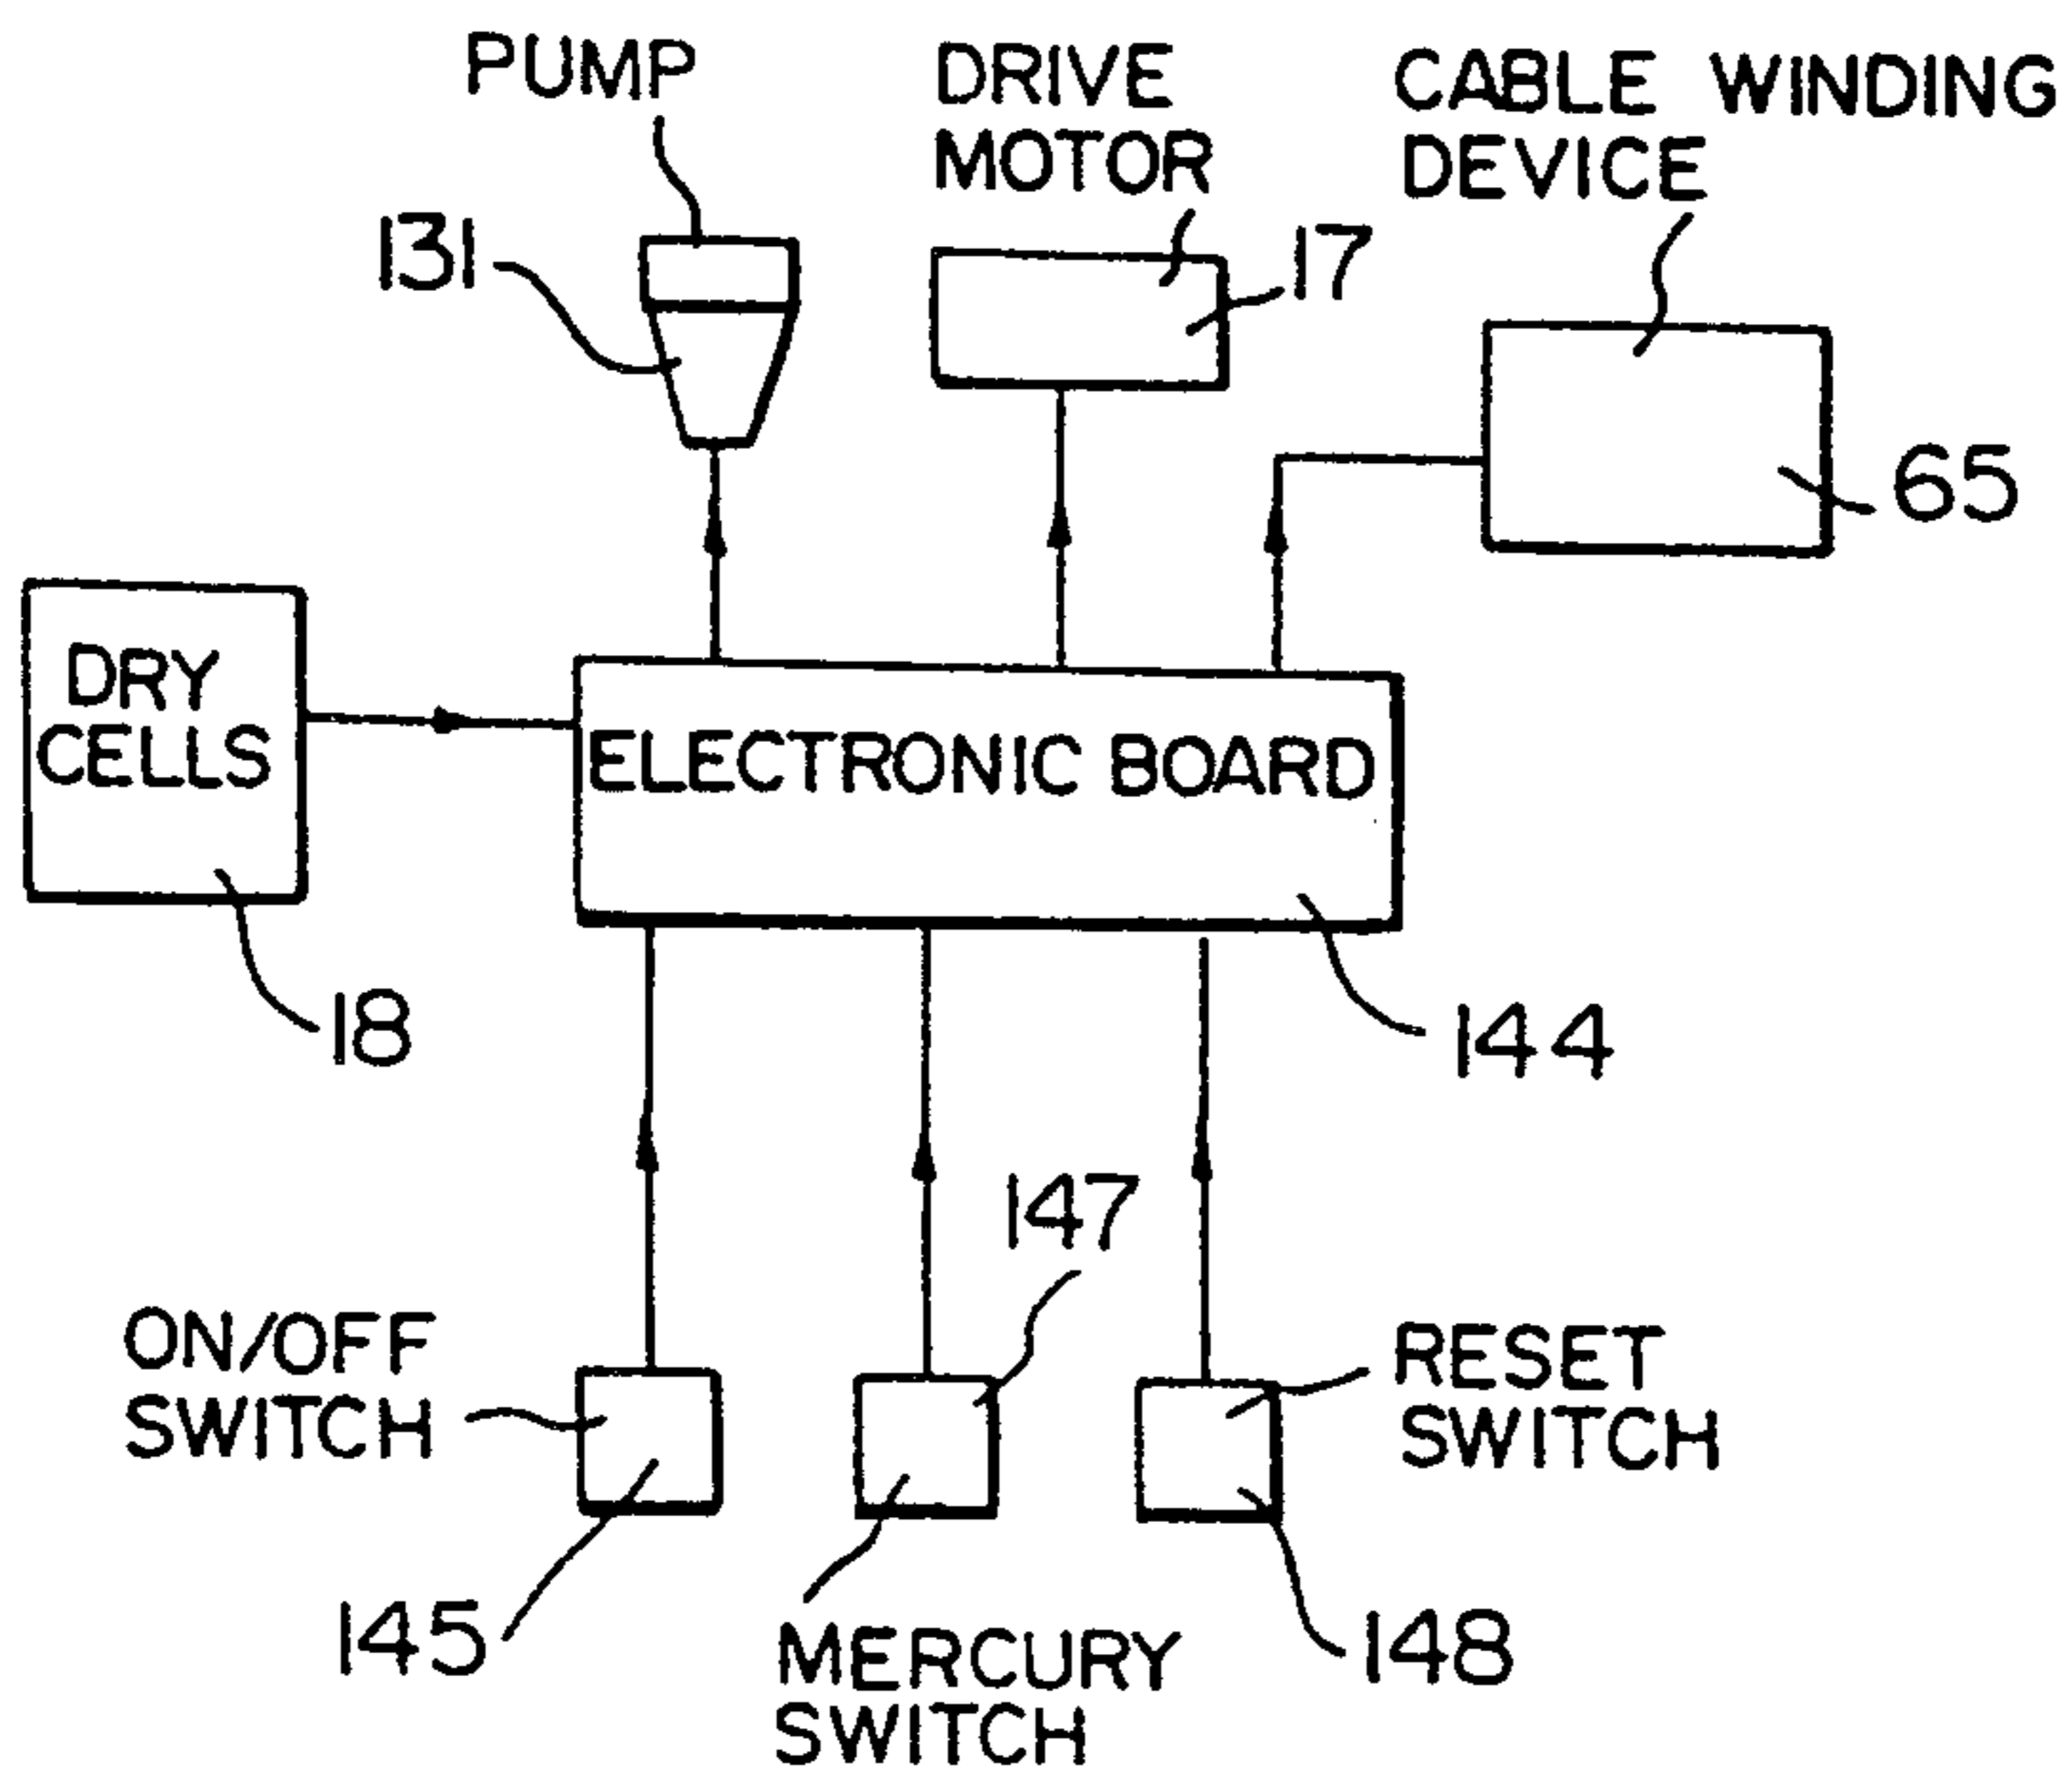 PUMP
DRIVE
MOTOR
CABLE WINDING
DEVICE
131
17
65
DRY
CELLS
ELECTRONIC BOARD
18
144
147
ON/OFF
SWITCH
RESET
SWITCH
145
MERCURY
SWITCH
148